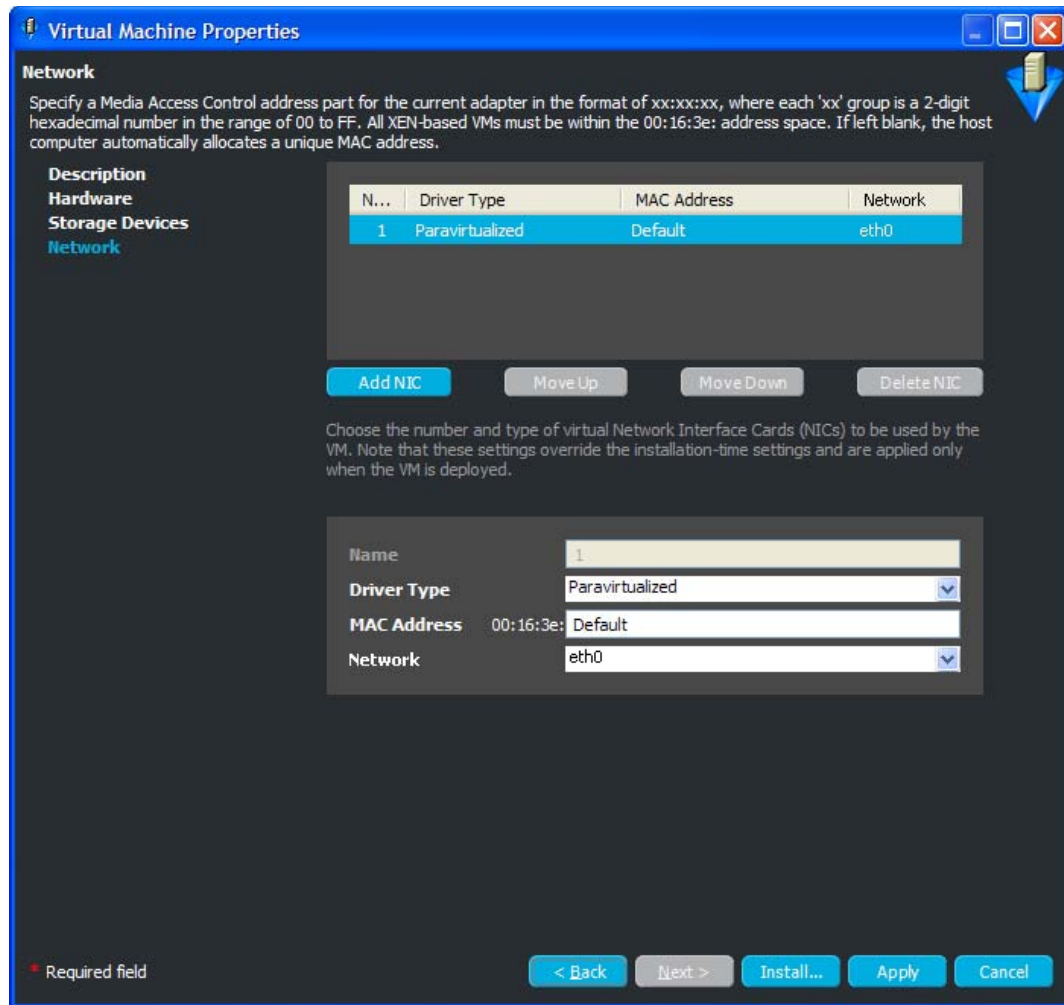 Virtual Machine Properties
Network
Specify a Media Access Control address part for the current adapter in the format of xx:xx:xx, where each 'xx' group is a 2-digit
hexadecimal number in the range of 00 to FF. All XEN-based VMs must be within the 00:16:3e: address space. If left blank, the host
computer automatically allocates a unique MAC address.
Description
Hardware
Storage Devices
Network
N... Driver Type MAC Address Network
1 Paravirtualized Default eth0
Add NIC Move Up Move Down Delete NIC
Choose the number and type of virtual Network Interface Cards (NICs) to be used by the
VM. Note that these settings override the installation-time settings and are applied only
when the VM is deployed.
Name 1
Driver Type Paravirtualized
MAC Address 00:16:3e: Default
Network eth0
* Required field < Back Next > Install... Apply Cancel